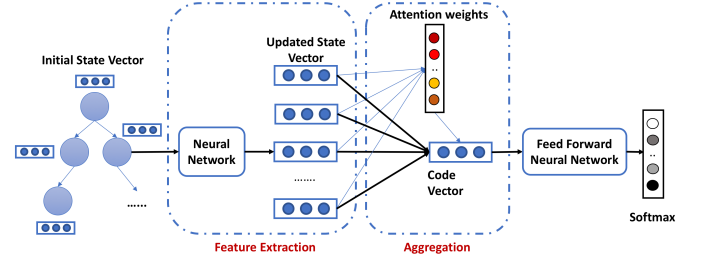 Attention weights
Initial State Vector
Updated State
Vector
..
Neural
Network
Feed Forward
Neural Network
..
.......
Code
Vector
......
Softmax
Feature Extraction
Aggregation